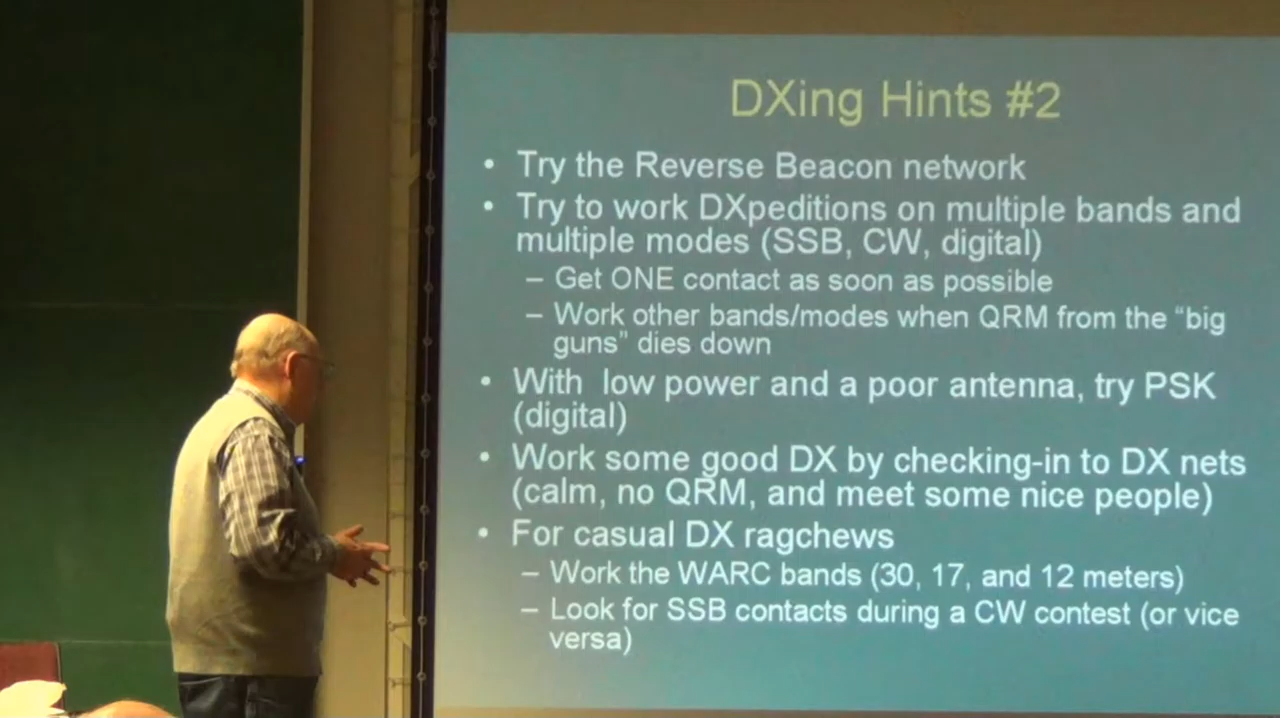 DXing Hints #2
• Try the Reverse Beacon network
• Try to work DXpeditions on multiple bands and
multiple modes (SSB, CW, digital)
– Get ONE contact as soon as possible
– Work other bands/modes when QRM from the “big
guns” dies down
• With low power and a poor antenna, try PSK
(digital)
• Work some good DX by checking-in to DX nets
(calm, no QRM, and meet some nice people)
• For casual DX ragchews
– Work the WARC bands (30, 17, and 12 meters)
– Look for SSB contacts during a CW contest (or vice
versa)